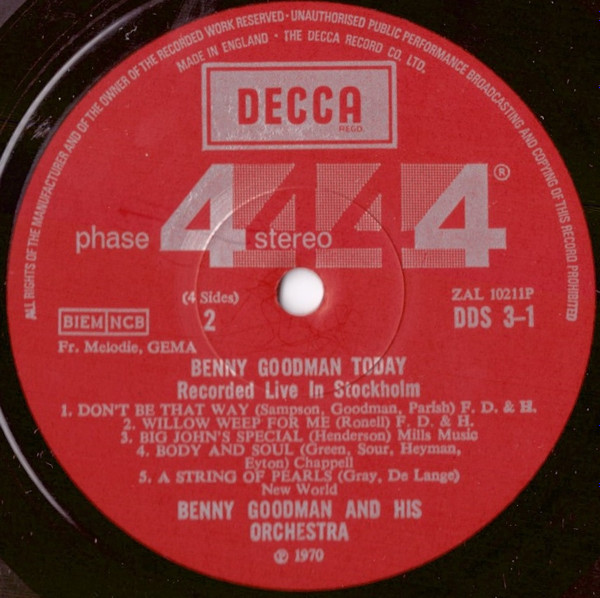 ALL RIGHTS OF THE MANUFACTURER AND OF THE OWNER OF THE RECORDED WORK RESERVED · UNAUTHORISED PUBLIC PERFORMANCE BROADCASTING AND COPYING OF THIS RECORD PROHIBITED
MADE IN ENGLAND · THE DECCA RECORD CO. LTD.
DECCA
REGD.
phase 4 stereo 4 4 4 ®
(4 Sides)
2
ZAL 10211P
DDS 3-1
BIEM NCB
Fr. Melodie, GEMA
BENNY GOODMAN TODAY
Recorded Live In Stockholm
1. DON'T BE THAT WAY (Sampson, Goodman, Parish) F. D. & H.
2. WILLOW WEEP FOR ME (Ronell) F. D. & H.
3. BIG JOHN'S SPECIAL (Henderson) Mills Music
4. BODY AND SOUL (Green, Sour, Heyman,
Eyton) Chappell
5. A STRING OF PEARLS (Gray, De Lange)
New World
BENNY GOODMAN AND HIS
ORCHESTRA
℗ 1970